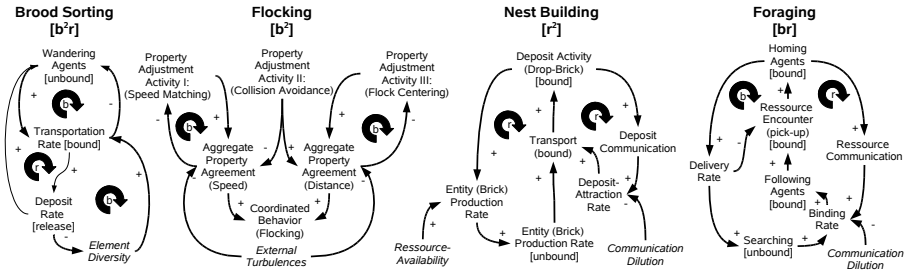 Brood Sorting
[b²r]
Wandering
Agents
[unbound]
+
+
-
b
Transportation
Rate [bound]
+
r
+
b
Deposit
Rate
[release]
-
Element
Diversity
+
Flocking
[b²]
Property
Adjustment
Activity I:
(Speed Matching)
Property
Adjustment
Activity II:
(Collision Avoidance)
Property
Adjustment
Activity III:
(Flock Centering)
-
b
+
+
b
-
-
+
Aggregate
Property
Agreement
(Speed)
Aggregate
Property
Agreement
(Distance)
-
-
+
+
Coordinated
Behavior
(Flocking)
External
Turbulences
Nest Building
[r²]
Deposit Activity
(Drop-Brick)
[bound]
+
+
+
r
r
Transport
(bound)
+
Deposit
Communication
+
Deposit-
Attraction
Rate
+
-
Entity (Brick)
Production
Rate
+
+
+
Entity (Brick)
Production Rate
[unbound]
Ressource-
Availability
Communication
Dilution
Foraging
[br]
Homing
Agents
[bound]
+
+
+
b
r
Ressource
Encounter
(pick-up)
[bound]
Ressource
Communication
Delivery
Rate
-
+
Following
Agents
[bound]
+
+
Binding
Rate
+
-
+
Searching
[unbound]
+
Communication
Dilution